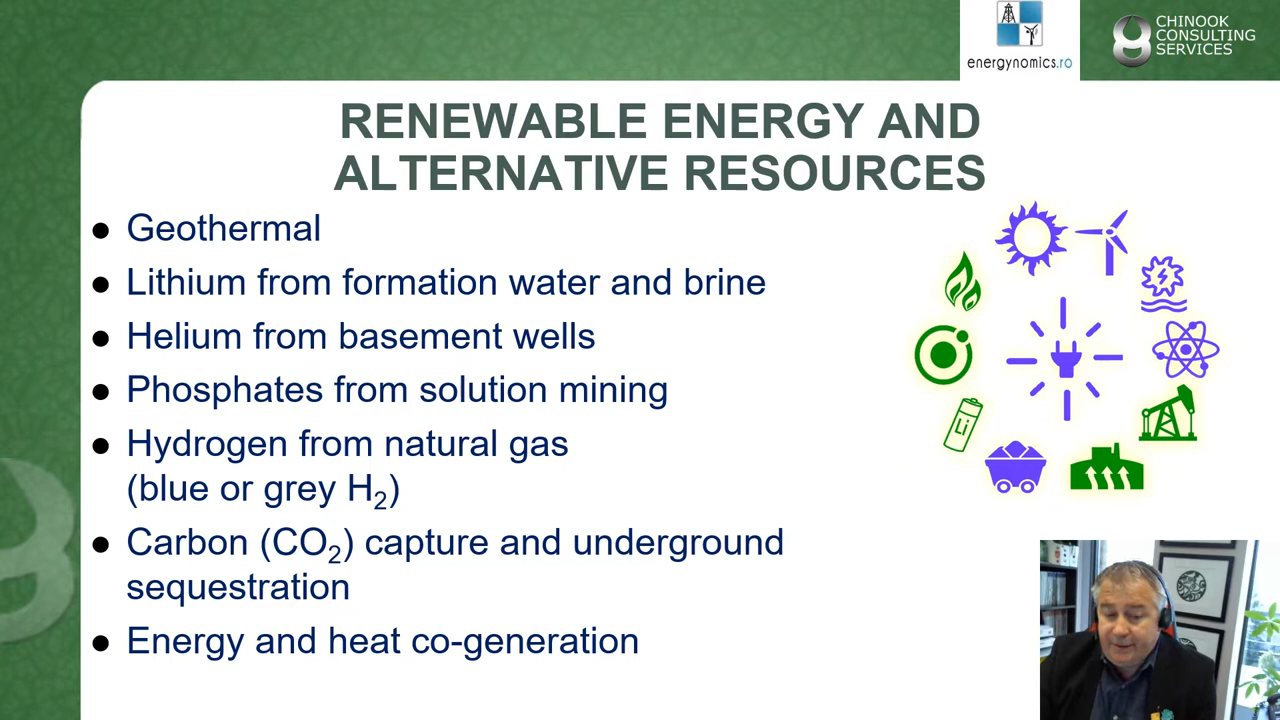 energynomics.ro
CHINOOK
CONSULTING
SERVICES
RENEWABLE ENERGY AND
ALTERNATIVE RESOURCES
● Geothermal
● Lithium from formation water and brine
● Helium from basement wells
● Phosphates from solution mining
● Hydrogen from natural gas
(blue or grey H₂)
● Carbon (CO₂) capture and underground
sequestration
● Energy and heat co-generation
Li